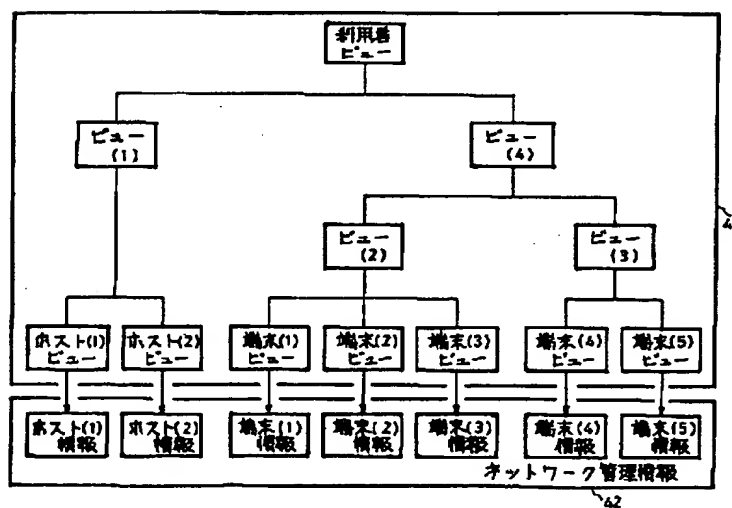 利用者
ビュー
ビュー
(1)
ビュー
(4)
ビュー
(2)
ビュー
(3)
4
ホスト(1)
ビュー
ホスト(2)
ビュー
端末(1)
ビュー
端末(2)
ビュー
端末(3)
ビュー
端末(4)
ビュー
端末(5)
ビュー
ホスト(1)
情報
ホスト(2)
情報
端末(1)
情報
端末(2)
情報
端末(3)
情報
端末(4)
情報
端末(5)
情報
ネットワーク管理情報
42